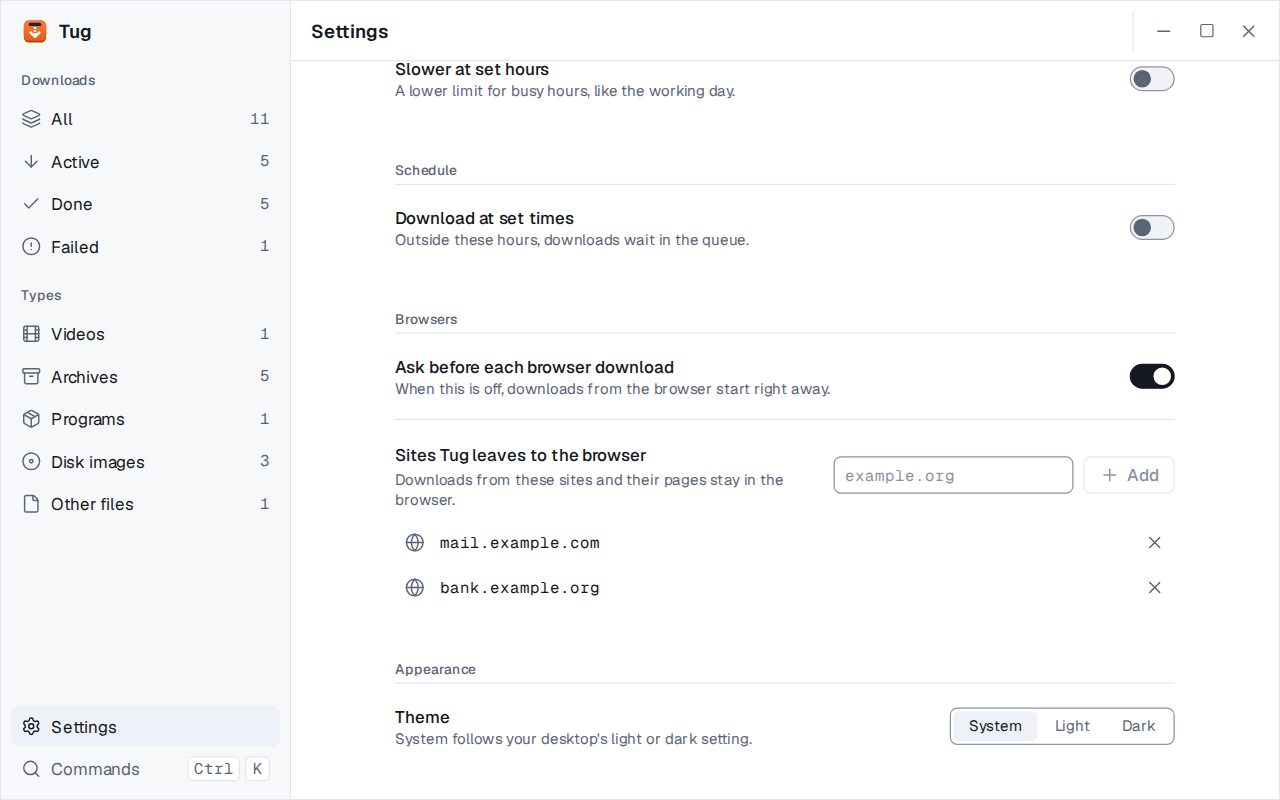 Tug
Settings
Downloads
All 11
Active 5
Done 5
Failed 1
Types
Videos 1
Archives 5
Programs 1
Disk images 3
Other files 1
Settings
Commands Ctrl K
Slower at set hours
A lower limit for busy hours, like the working day.
Schedule
Download at set times
Outside these hours, downloads wait in the queue.
Browsers
Ask before each browser download
When this is off, downloads from the browser start right away.
Sites Tug leaves to the browser
Downloads from these sites and their pages stay in the
browser.
example.org
Add
mail.example.com
bank.example.org
Appearance
Theme
System follows your desktop's light or dark setting.
System Light Dark